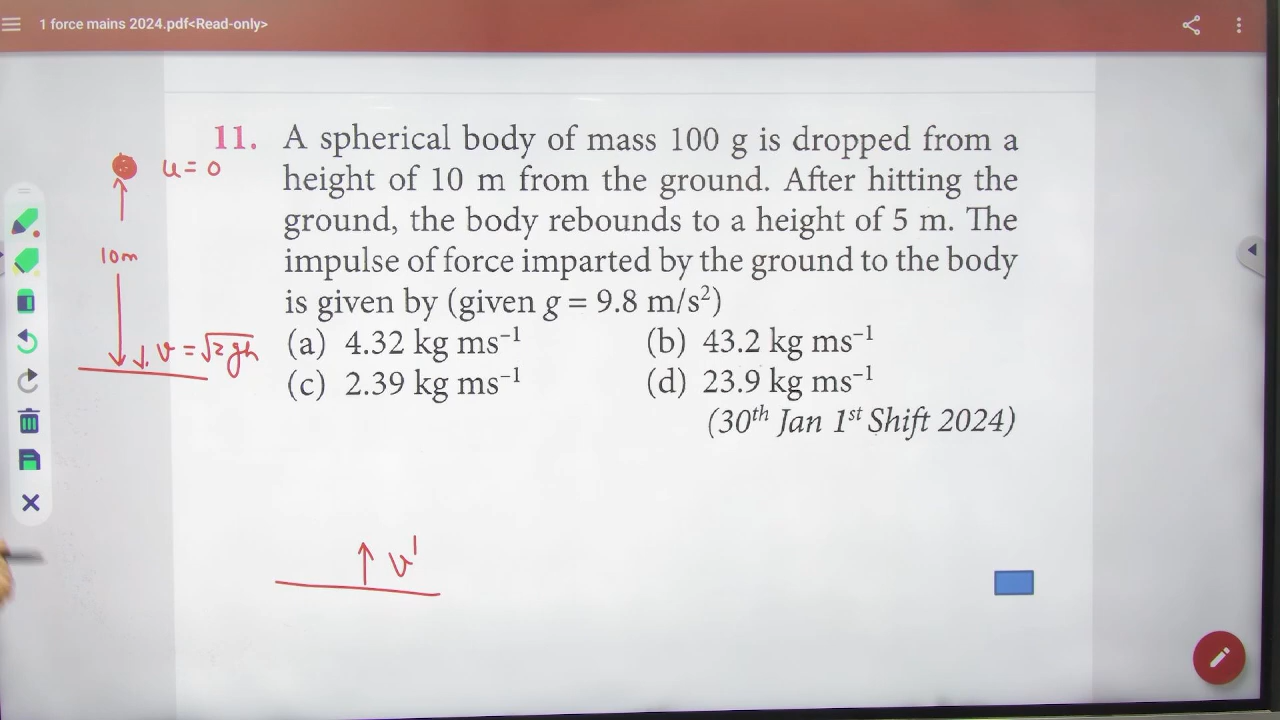 1 force mains 2024.pdf<Read-only>
11. A spherical body of mass 100 g is dropped from a
height of 10 m from the ground. After hitting the
ground, the body rebounds to a height of 5 m. The
impulse of force imparted by the ground to the body
is given by (given g = 9.8 m/s²)
(a) 4.32 kg ms⁻¹ (b) 43.2 kg ms⁻¹
(c) 2.39 kg ms⁻¹ (d) 23.9 kg ms⁻¹
(30th Jan 1st Shift 2024)
u = 0
10m
v = √2gh
v'